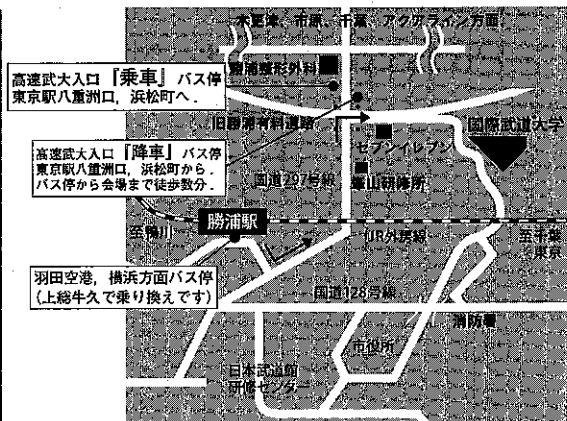 木更津、市原、千葉、アクアライン方面
勝浦整形外科
高速武大入口『乗車』バス停
東京駅八重洲口，浜松町へ．
旧勝浦有料道路
国際武道大学
セブンイレブン
高速武大入口『降車』バス停
東京駅八重洲口，浜松町から．
バス停から会場まで徒歩数分．
国道297号線
研修所
勝浦駅
至鴨川
JR外房線
至千葉
東京
羽田空港，横浜方面バス停
(上総牛久で乗り換えです)
国道128号線
消防署
市役所
日本武道館
研修センター